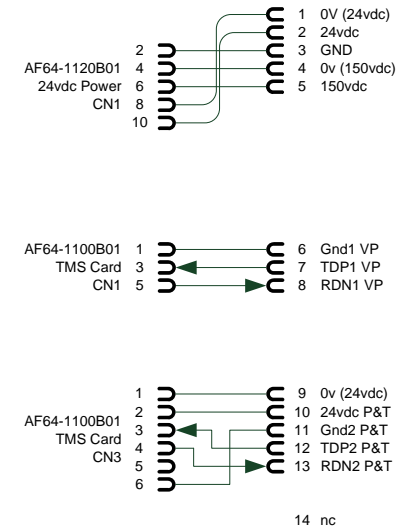 1 0V (24vdc)
2 24vdc
2 3 GND
AF64-1120B01 4 4 0v (150vdc)
24vdc Power 6 5 150vdc
CN1 8
10
AF64-1100B01 1 6 Gnd1 VP
TMS Card 3 7 TDP1 VP
CN1 5 8 RDN1 VP
1 9 0v (24vdc)
2 10 24vdc P&T
AF64-1100B01 3 11 Gnd2 P&T
TMS Card 4 12 TDP2 P&T
CN3 5 13 RDN2 P&T
6
14 nc